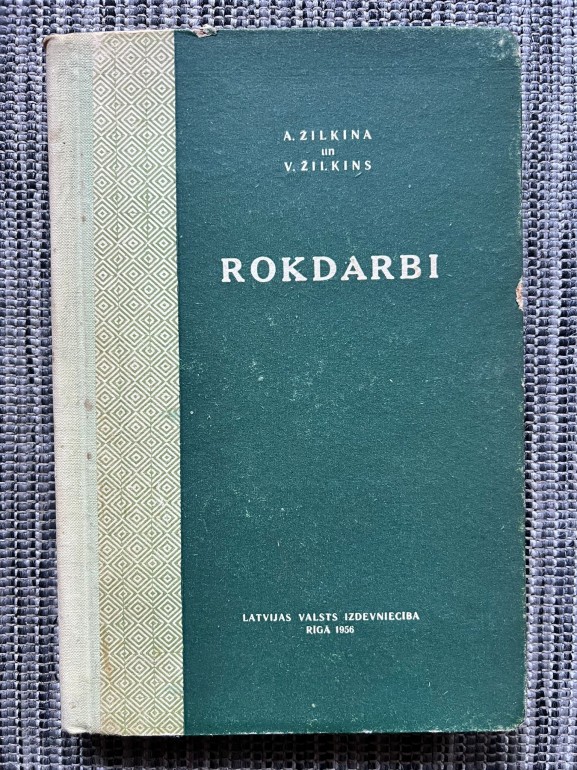 A. ŽILKINA
un
V. ŽILKINS
ROKDARBI
LATVIJAS VALSTS IZDEVNIECĪBA
RĪGĀ 1956